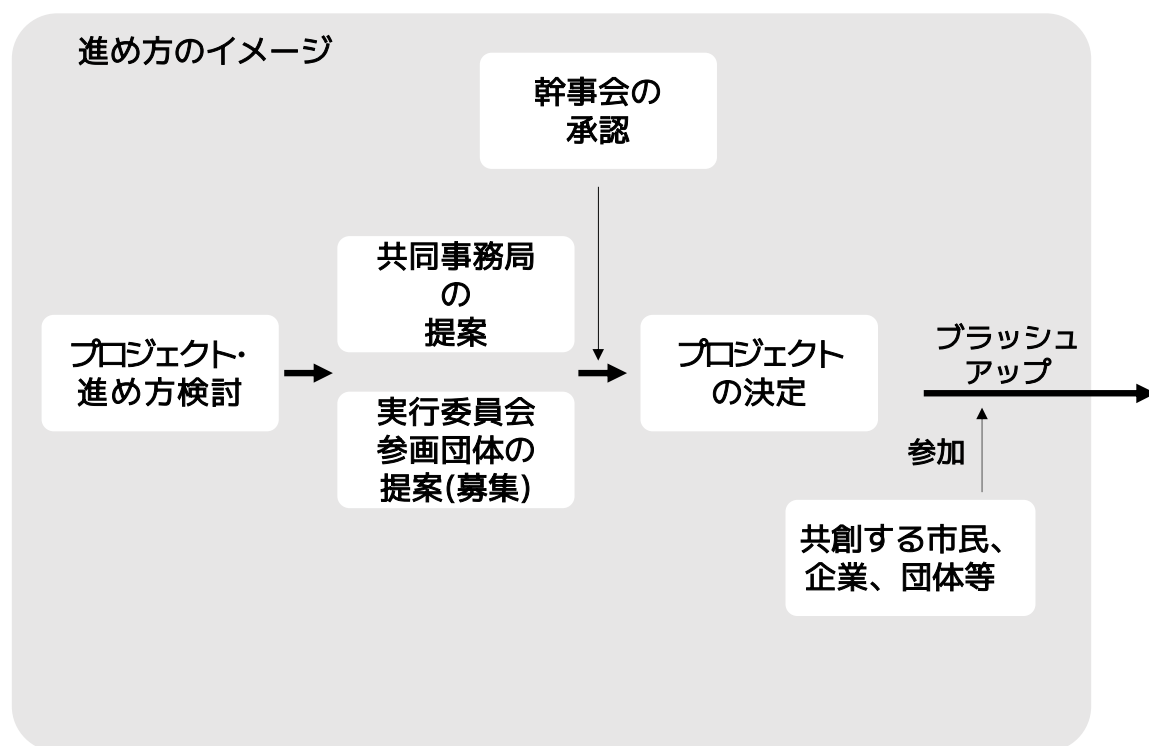 進め方のイメージ
幹事会の
承認
共同事務局
の
提案
プロジェクト・
進め方検討
実行委員会
参画団体の
提案(募集)
プロジェクト
の決定
ブラッシュ
アップ
参加
共創する市民、
企業、団体等